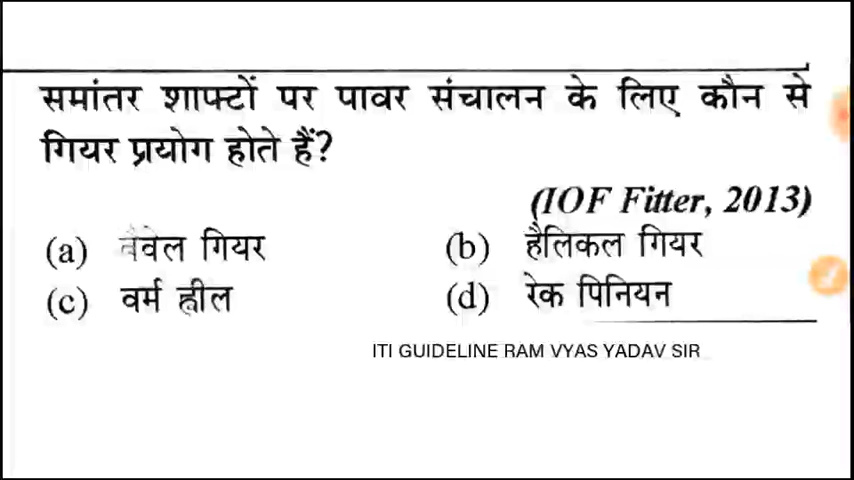 समांतर शाफ्टों पर पावर संचालन के लिए कौन से
गियर प्रयोग होते हैं?
(IOF Fitter, 2013)
(a) बैवेल गियर (b) हैलिकल गियर
(c) वर्म ह्वील (d) रेक पिनियन
ITI GUIDELINE RAM VYAS YADAV SIR